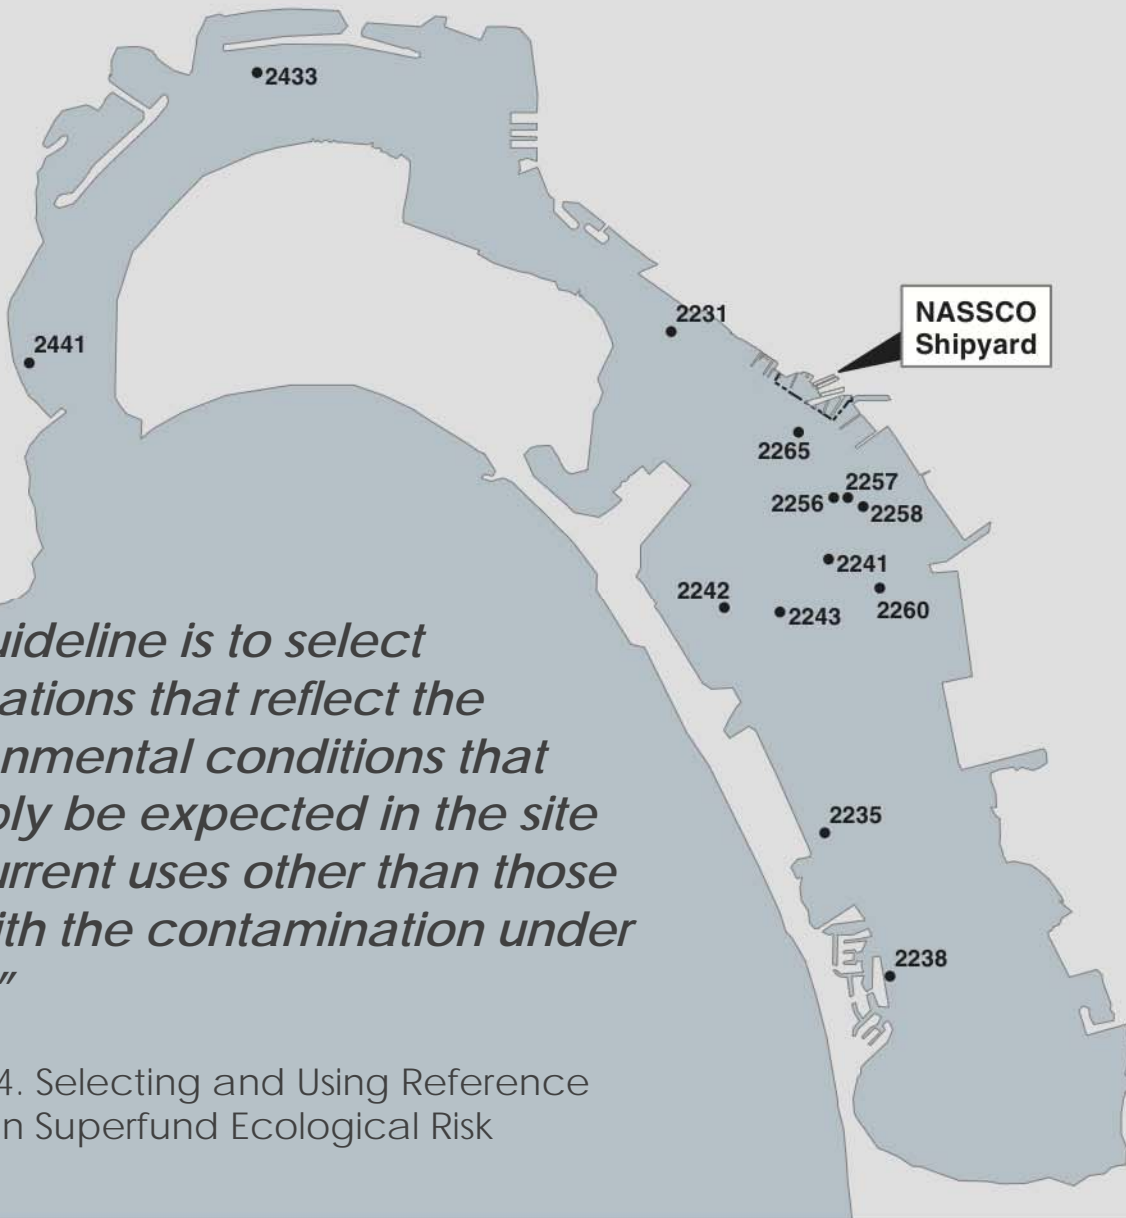 2433
2441
2231
NASSCO
Shipyard
2265
2257
2256
2258
2241
2242
2243
2260
uideline is to select
ations that reflect the
onmental conditions that
bly be expected in the site
urrent uses other than those
ith the contamination under
”
2235
2238
4. Selecting and Using Reference
n Superfund Ecological Risk